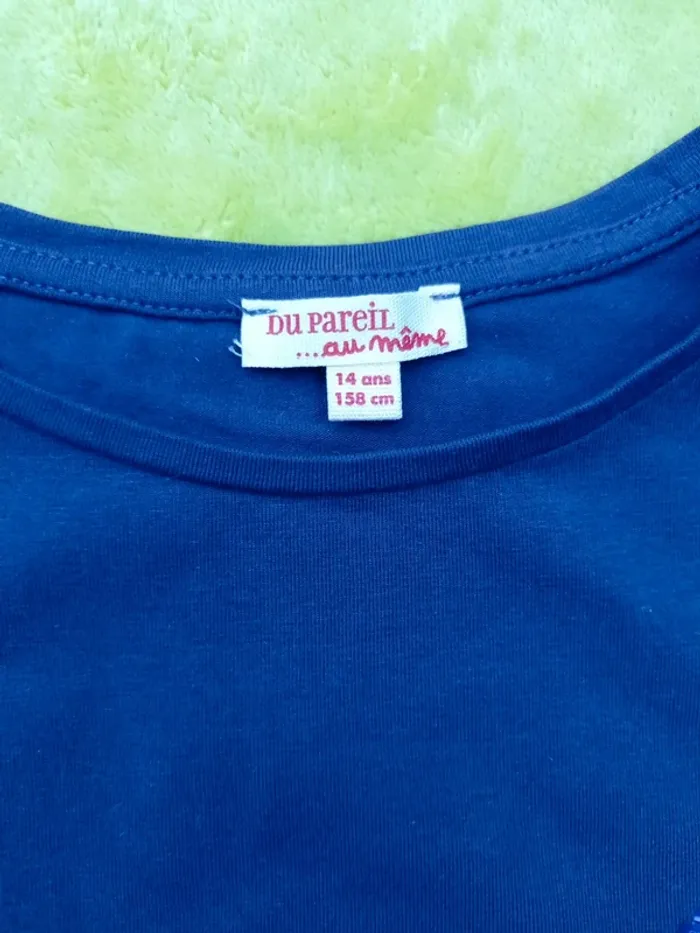 Du Pareil
...au même
14 ans
158 cm